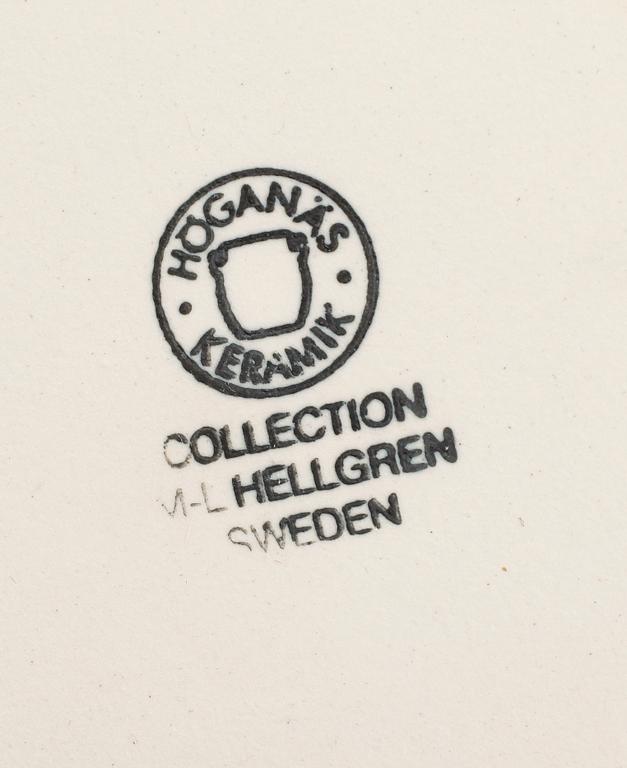 HÖGANÄS
KERAMIK
COLLECTION
M-L HELLGREN
SWEDEN